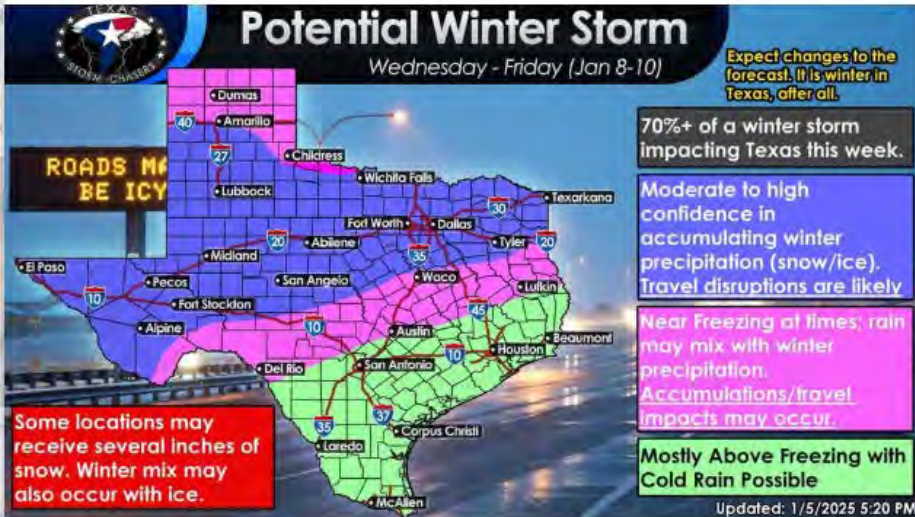 TEXAS
STORM CHASERS
Potential Winter Storm
Wednesday - Friday (Jan 8-10)
Expect changes to the
forecast. It is winter in
Texas, after all.
70%+ of a winter storm
impacting Texas this week.
Moderate to high
confidence in
accumulating winter
precipitation (snow/ice).
Travel disruptions are likely
Near Freezing at times; rain
may mix with winter
precipitation.
Accumulations/travel
impacts may occur.
Mostly Above Freezing with
Cold Rain Possible
Updated: 1/5/2025 5:20 PM
ROADS MA
BE ICY
Dumas
40
Amarillo
27
Childress
Lubbock
Wichita Falls
Texarkana
30
Fort Worth
Dallas
20
Abilene
Tyler
20
Midland
35
El Paso
Pecos
San Angelo
Waco
10
Fort Stockton
Lufkin
45
Alpine
10
Austin
Beaumont
Houston
Del Rio
San Antonio
10
35
37
Corpus Christi
Laredo
McAllen
Some locations may
receive several inches of
snow. Winter mix may
also occur with ice.